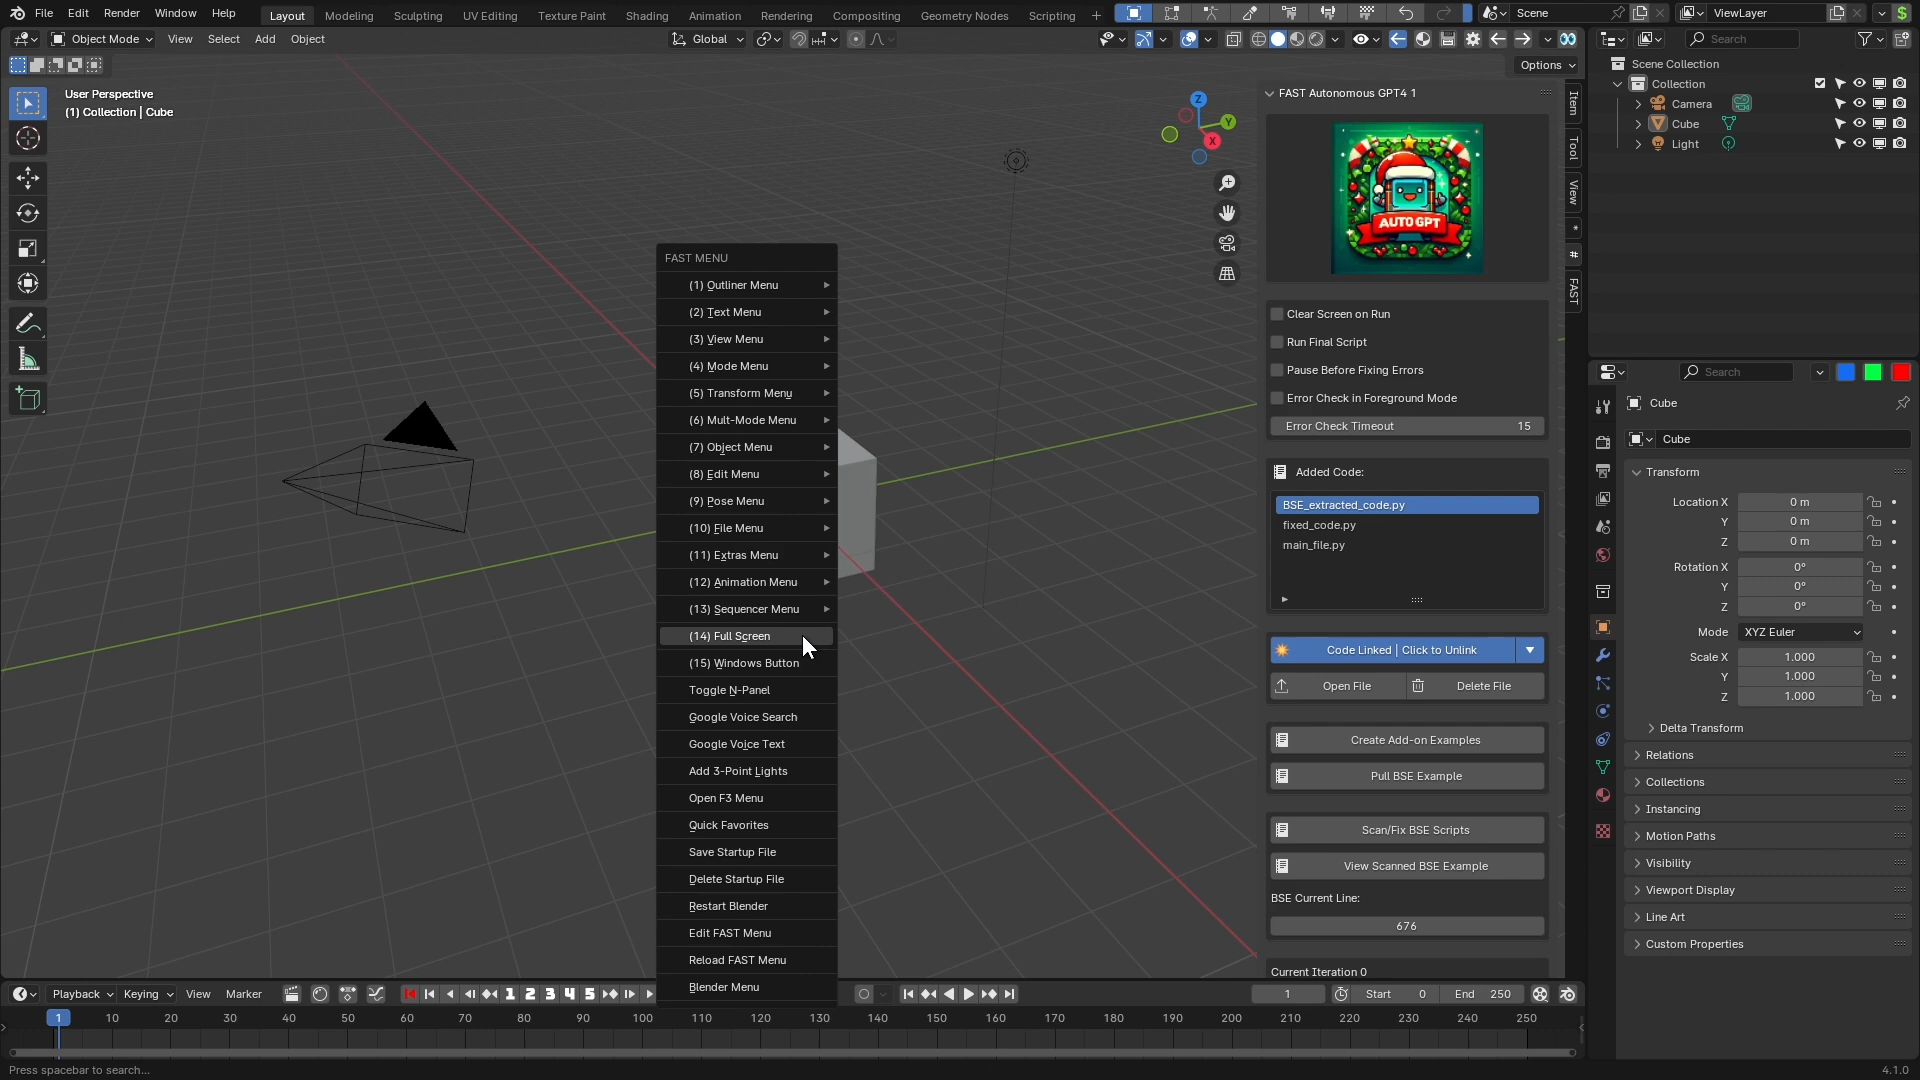 File Edit Render Window Help
Layout Modeling Sculpting UV Editing Texture Paint Shading Animation Rendering Compositing Geometry Nodes Scripting +
Scene
ViewLayer
Object Mode View Select Add Object
Global
Search
Options
User Perspective
(1) Collection | Cube
Z
Y
X
FAST MENU
(1) Outliner Menu
(2) Text Menu
(3) View Menu
(4) Mode Menu
(5) Transform Menu
(6) Mult-Mode Menu
(7) Object Menu
(8) Edit Menu
(9) Pose Menu
(10) File Menu
(11) Extras Menu
(12) Animation Menu
(13) Sequencer Menu
(14) Full Screen
(15) Windows Button
Toggle N-Panel
Google Voice Search
Google Voice Text
Add 3-Point Lights
Open F3 Menu
Quick Favorites
Save Startup File
Delete Startup File
Restart Blender
Edit FAST Menu
Reload FAST Menu
Blender Menu
FAST Autonomous GPT4 1
AUTO GPT
Clear Screen on Run
Run Final Script
Pause Before Fixing Errors
Error Check in Foreground Mode
Error Check Timeout 15
Added Code:
BSE_extracted_code.py
fixed_code.py
main_file.py
Code Linked | Click to Unlink
Open File Delete File
Create Add-on Examples
Pull BSE Example
Scan/Fix BSE Scripts
View Scanned BSE Example
BSE Current Line:
676
Current Iteration 0
Item
Tool
View
*
#
FAST
Scene Collection
Collection
Camera
Cube
Light
Search
Cube
Cube
Transform
Location X 0 m
Y 0 m
Z 0 m
Rotation X 0°
Y 0°
Z 0°
Mode XYZ Euler
Scale X 1.000
Y 1.000
Z 1.000
Delta Transform
Relations
Collections
Instancing
Motion Paths
Visibility
Viewport Display
Line Art
Custom Properties
Playback Keying View Marker
1 2 3 4 5
1 Start 0 End 250
1 10 20 30 40 50 60 70 80 90 100 110 120 130 140 150 160 170 180 190 200 210 220 230 240 250
Press spacebar to search...
4.1.0